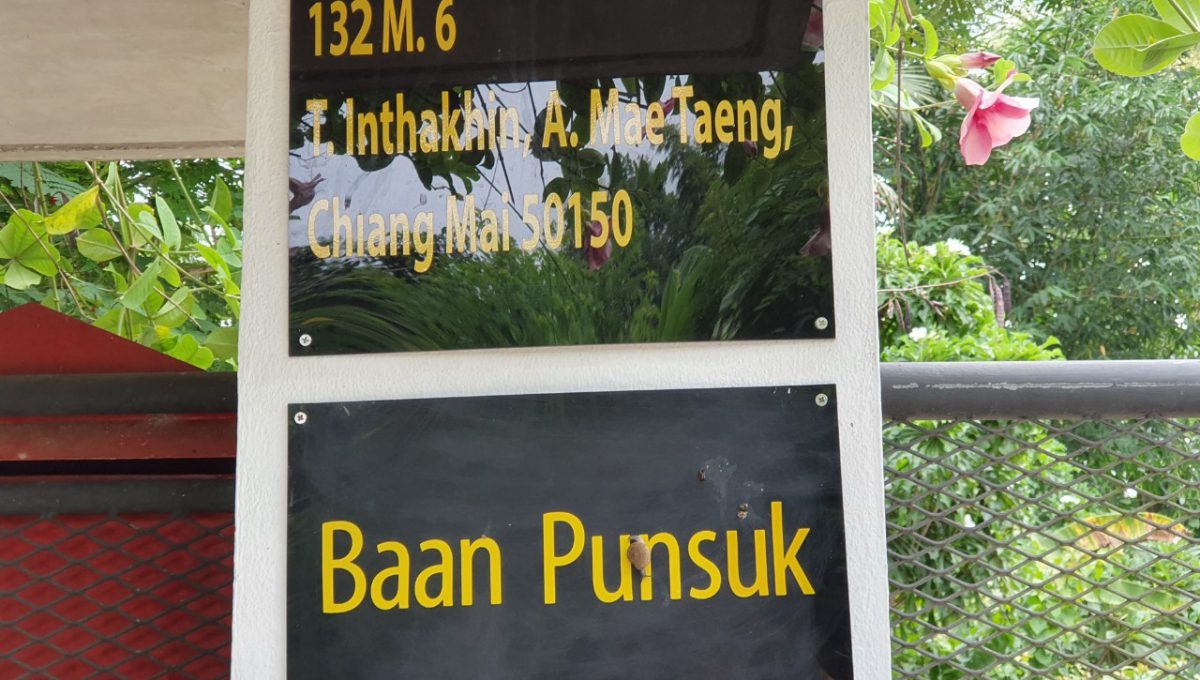 132 M. 6
T. Inthakhin, A. Mae Taeng,
Chiang Mai 50150
Baan Punsuk